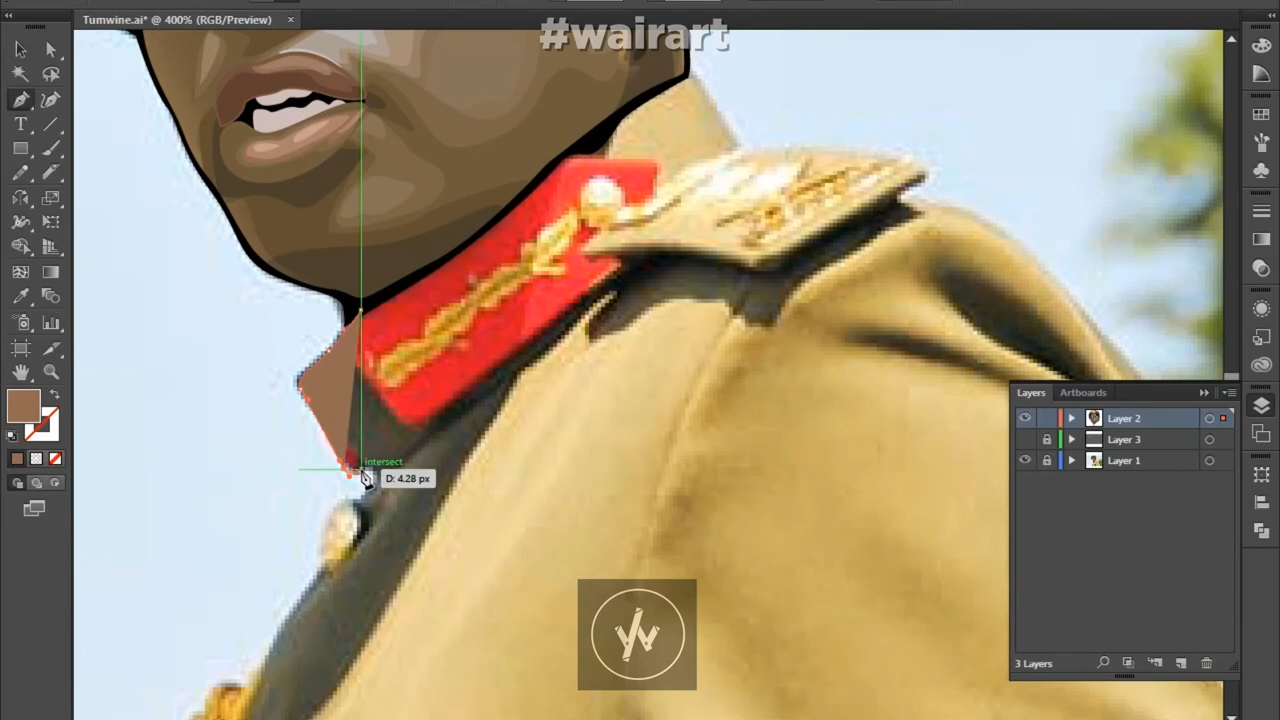 Tumwine.ai* @ 400% (RGB/Preview)
#wairart
intersect
D: 4.28 px
Layers
Artboards
Layer 2
Layer 3
Layer 1
3 Layers